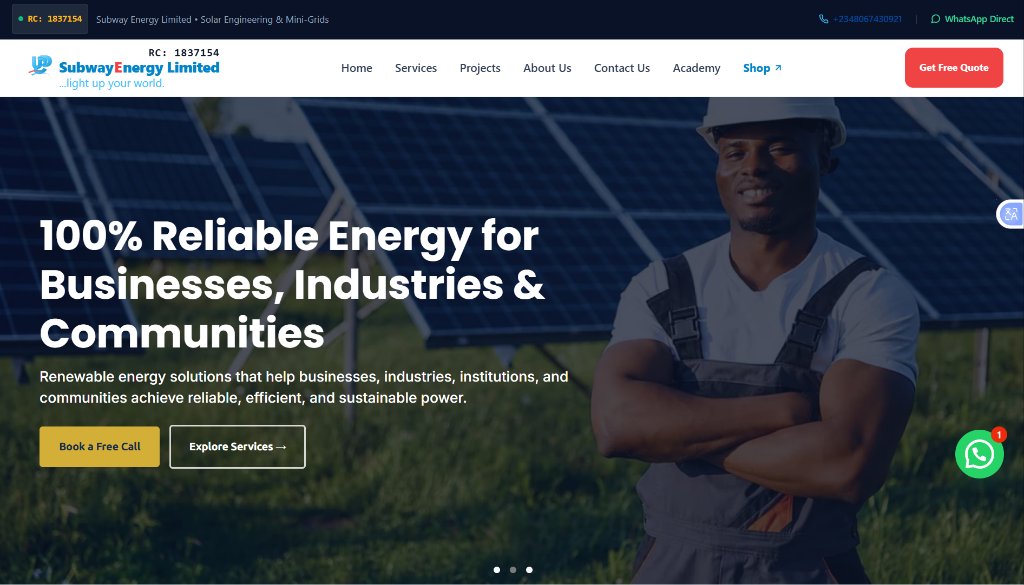 RC: 1837154
Subway Energy Limited • Solar Engineering & Mini-Grids
+2348067430921
WhatsApp Direct
RC: 1837154
SubwayEnergy Limited
...light up your world.
Home
Services
Projects
About Us
Contact Us
Academy
Shop ↗
Get Free Quote
100% Reliable Energy for
Businesses, Industries &
Communities
Renewable energy solutions that help businesses, industries, institutions, and
communities achieve reliable, efficient, and sustainable power.
Book a Free Call
Explore Services →
1